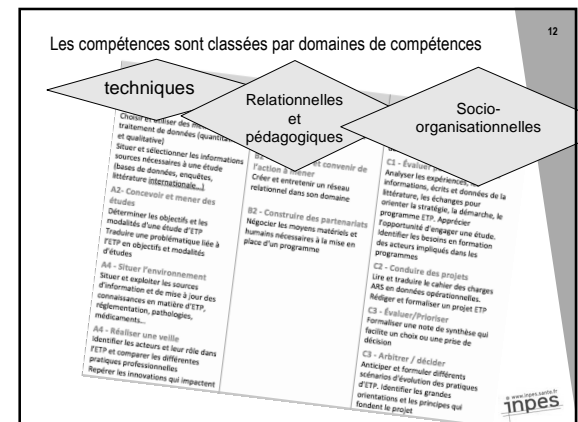 12
Les compétences sont classées par domaines de compétences
techniques
Relationnelles
et
pédagogiques
Socio-
organisationnelles
Choisir et utiliser des
traitement de données (quantita
et qualitative)
Situer et sélectionner les informations
sources nécessaires à une étude
(bases de données, enquêtes,
littérature internationale...)
A2- Concevoir et mener des
études
Déterminer les objectifs et les
modalités d'une étude d'ETP
Traduire une problématique liée à
l'ETP en objectifs et modalités
d'études
A4 - Situer l'environnement
Situer et exploiter les sources
d'information et de mise à jour des
connaissances en matière d'ETP,
réglementation, pathologies,
médicaments...
A4 - Réaliser une veille
Identifier les acteurs et leur rôle dans
l'ETP et comparer les différentes
pratiques professionnelles
Repérer les innovations qui impactent
et convenir de
l'action à mener
Créer et entretenir un réseau
relationnel dans son domaine
B2 - Construire des partenariats
Négocier les moyens matériels et
humains nécessaires à la mise en
place d'un programme
C1 - Évaluer
Analyser les expériences, les
informations, écrits et données de la
littérature, les échanges pour
orienter la stratégie, la démarche, le
programme ETP. Apprécier
l'opportunité d'engager une étude.
Identifier les besoins en formation
des acteurs impliqués dans les
programmes
C2 - Conduire des projets
Lire et traduire le cahier des charges
ARS en données opérationnelles.
Rédiger et formaliser un projet ETP
C3 - Évaluer/Prioriser
Formaliser une note de synthèse qui
facilite un choix ou une prise de
décision
C3 - Arbitrer / décider
Anticiper et formuler différents
scénarios d'évolution des pratiques
d'ETP. Identifier les grandes
orientations et les principes qui
fondent le projet
www.inpes.sante.fr
inpes